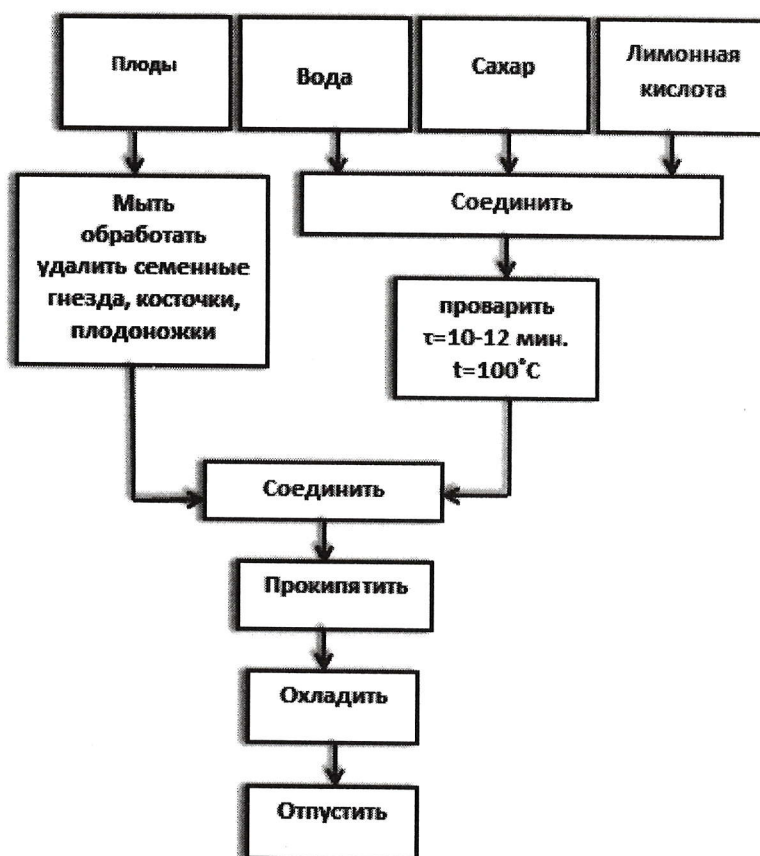 Плоды
Вода
Сахар
Лимонная
кислота
Мыть
обработать
удалить семенные
гнезда, косточки,
плодоножки
Соединить
проварить
τ=10-12 мин.
t=100˚С
Соединить
Прокипятить
Охладить
Отпустить